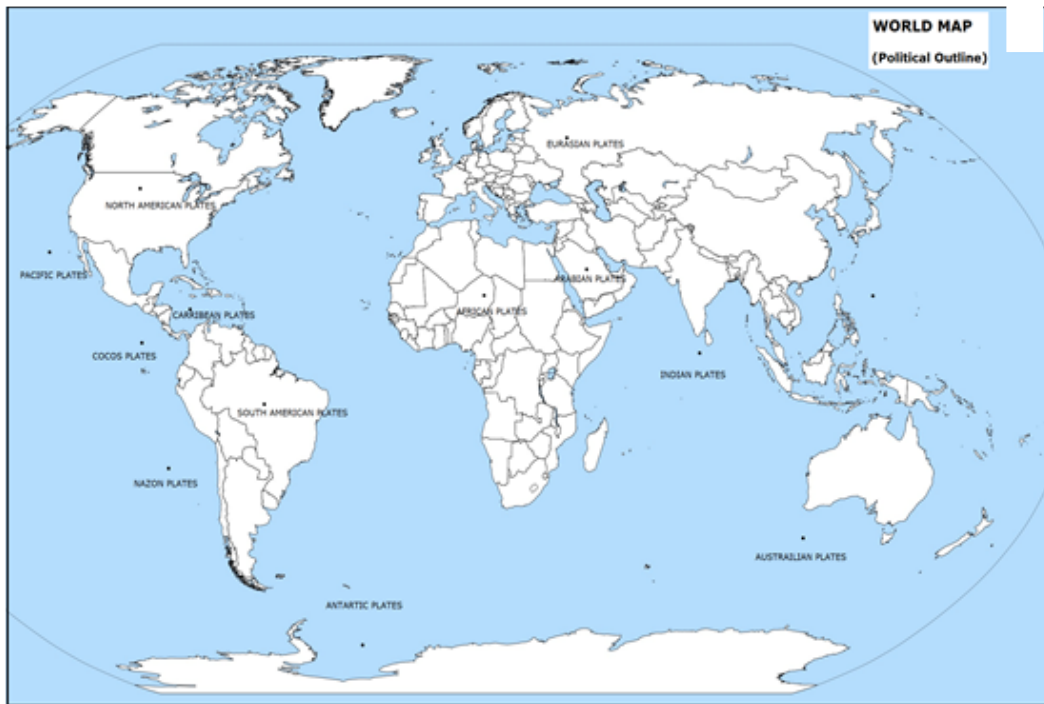 WORLD MAP
(Political Outline)
EURASIAN PLATES
NORTH AMERICAN PLATES
PACIFIC PLATES
ARABIAN PLATES
CARRIBEAN PLATES
AFRICAN PLATES
COCOS PLATES
INDIAN PLATES
SOUTH AMERICAN PLATES
NAZON PLATES
AUSTRAILIAN PLATES
ANTARTIC PLATES